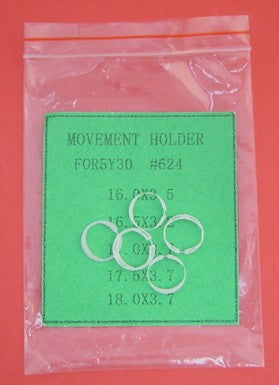 MOVEMENT HOLDER
FOR5Y30 #624
16.0X3.5
17.5X3.7
18.0X3.7